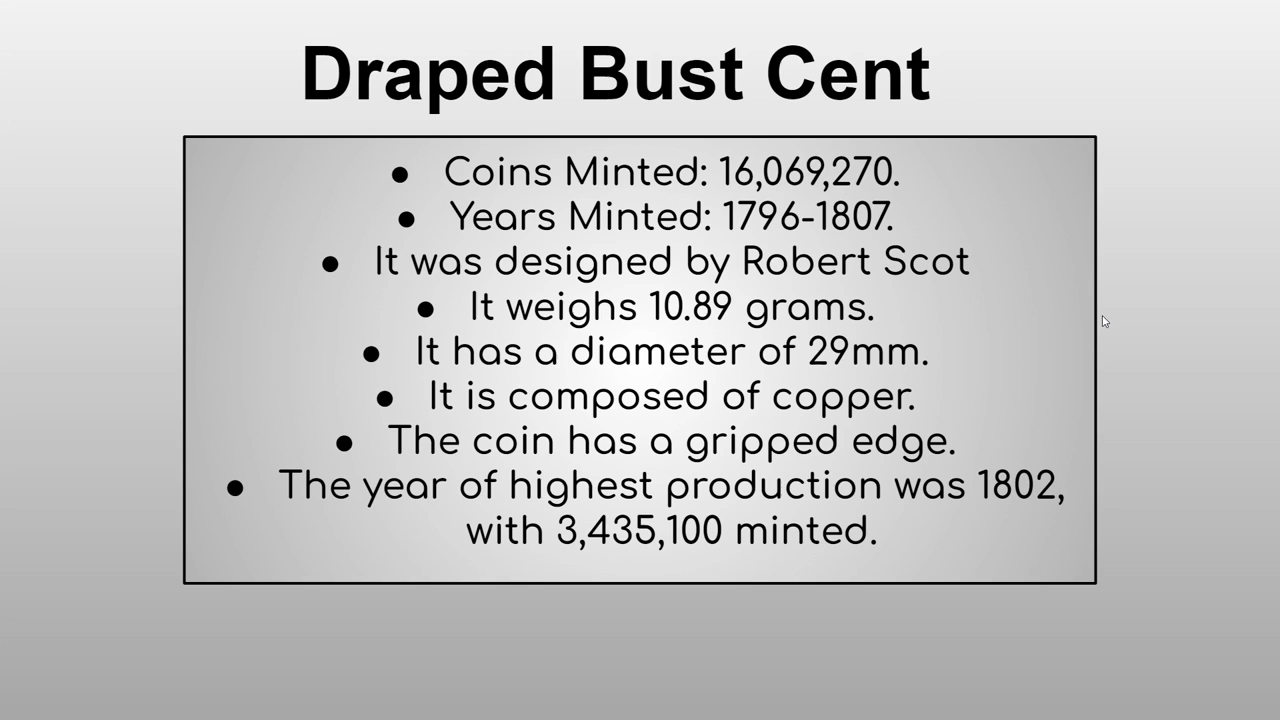 Draped Bust Cent
● Coins Minted: 16,069,270.
● Years Minted: 1796-1807.
● It was designed by Robert Scot
● It weighs 10.89 grams.
● It has a diameter of 29mm.
● It is composed of copper.
● The coin has a gripped edge.
● The year of highest production was 1802,
with 3,435,100 minted.